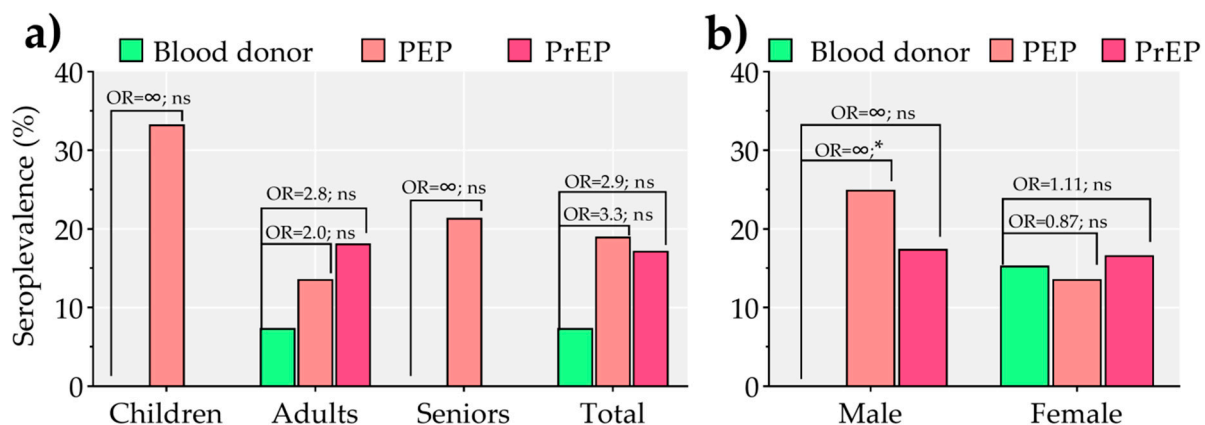 a)
Blood donor PEP PrEP
Seroplevalence (%)
40
30
20
10
0
OR=∞; ns
OR=2.8; ns
OR=2.0; ns
OR=∞; ns
OR=2.9; ns
OR=3.3; ns
Children Adults Seniors Total
b)
Blood donor PEP PrEP
40
30
20
10
0
OR=∞; ns
OR=∞;*
OR=1.11; ns
OR=0.87; ns
Male Female